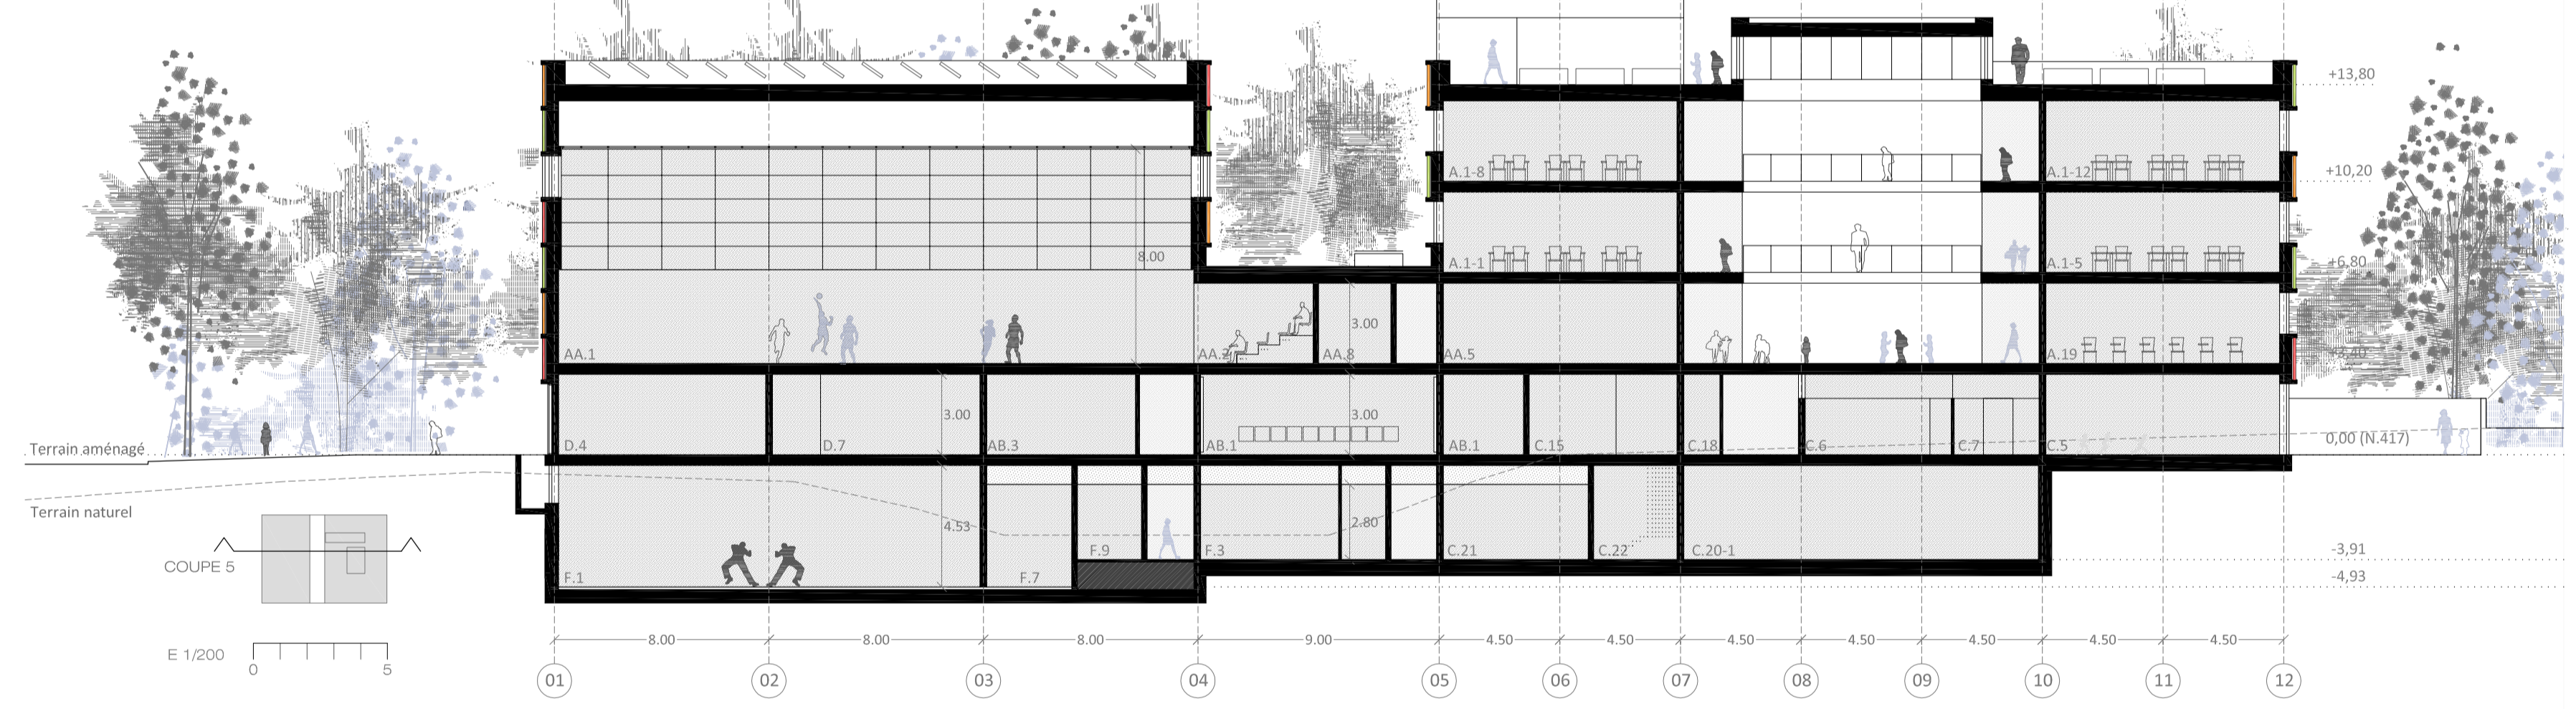 +13,80
A.1-8
A.1-12
+10,20
8.00
A.1-1
A.1-5
+6,80
3.00
AA.1
AA.2
AA.8
AA.5
A.19
+3,40
3.00
3.00
D.4
D.7
AB.3
AB.1
AB.1
C.15
C.18
C.6
C.7
C.5
0,00 (N.417)
Terrain aménagé
Terrain naturel
4.53
2.80
F.9
F.3
C.21
C.22
C.20-1
-3,91
F.1
F.7
-4,93
COUPE 5
E 1/200
0
5
8.00
8.00
8.00
9.00
4.50
4.50
4.50
4.50
4.50
4.50
4.50
01
02
03
04
05
06
07
08
09
10
11
12